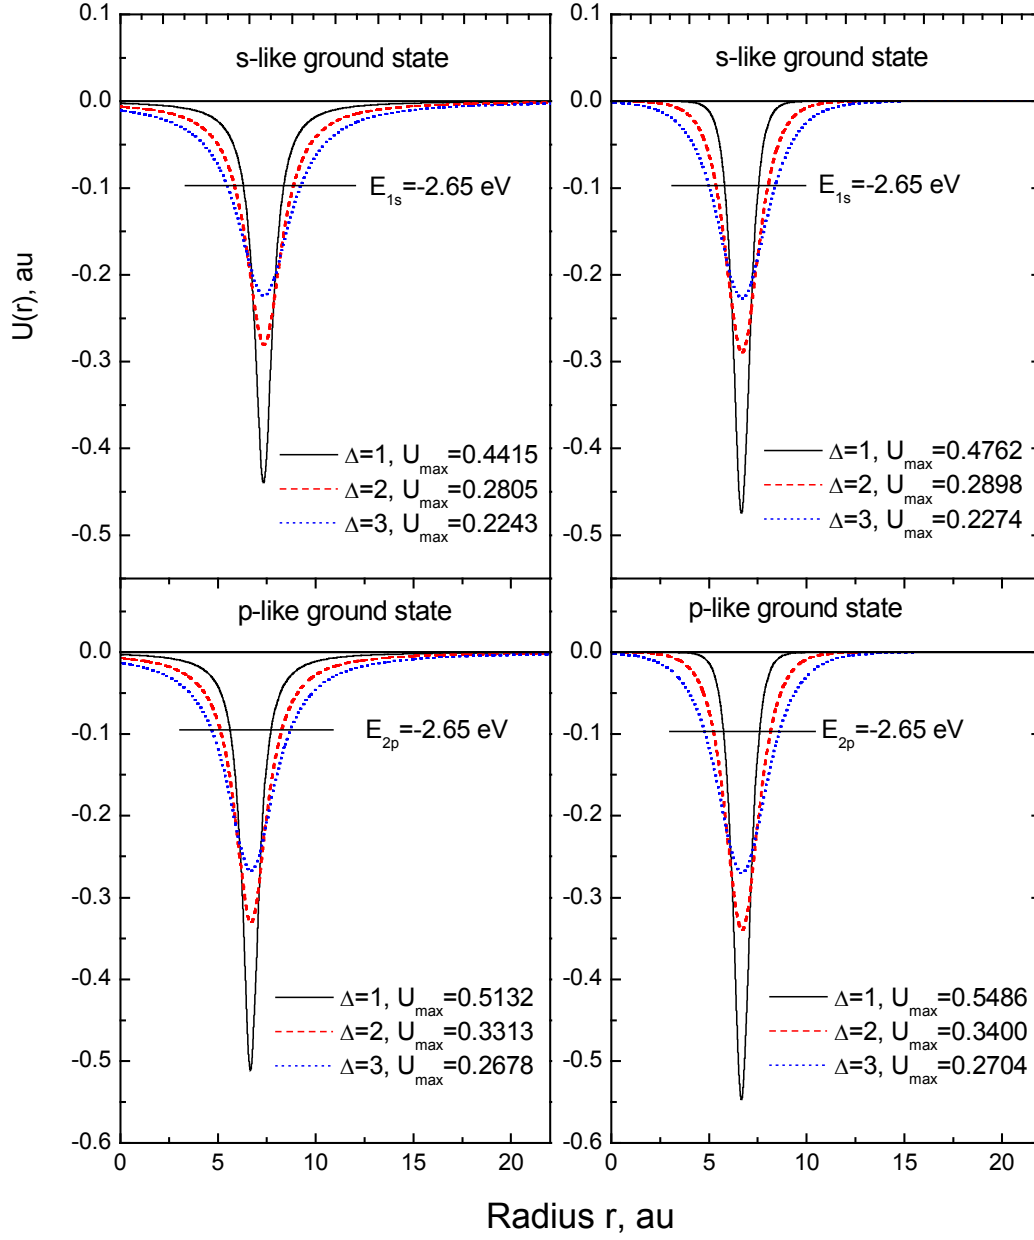 0.1
0.0
-0.1
-0.2
-0.3
-0.4
-0.5
U(r), au
s-like ground state
E1s=-2.65 eV
Δ=1, Umax=0.4415
Δ=2, Umax=0.2805
Δ=3, Umax=0.2243
0.1
0.0
-0.1
-0.2
-0.3
-0.4
-0.5
s-like ground state
E1s=-2.65 eV
Δ=1, Umax=0.4762
Δ=2, Umax=0.2898
Δ=3, Umax=0.2274
0.0
-0.1
-0.2
-0.3
-0.4
-0.5
-0.6
p-like ground state
E2p=-2.65 eV
Δ=1, Umax=0.5132
Δ=2, Umax=0.3313
Δ=3, Umax=0.2678
0 5 10 15 20
0.0
-0.1
-0.2
-0.3
-0.4
-0.5
-0.6
p-like ground state
E2p=-2.65 eV
Δ=1, Umax=0.5486
Δ=2, Umax=0.3400
Δ=3, Umax=0.2704
0 5 10 15 20
Radius r, au